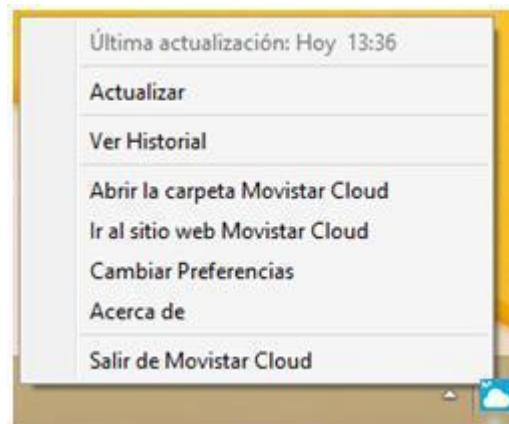 Última actualización: Hoy 13:36
Actualizar
Ver Historial
Abrir la carpeta Movistar Cloud
Ir al sitio web Movistar Cloud
Cambiar Preferencias
Acerca de
Salir de Movistar Cloud